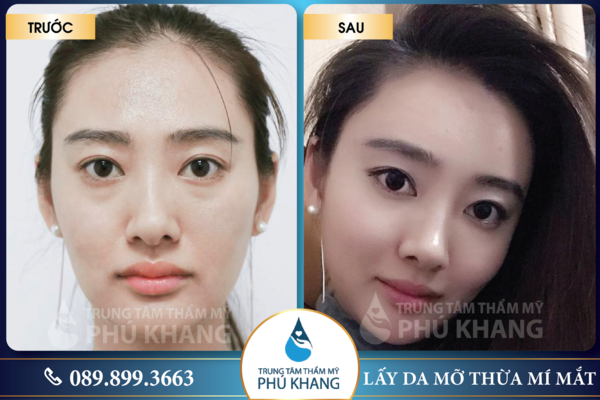 TRƯỚC
SAU
TRUNG TÂM THẨM MỸ
PHÚ KHANG
TRUNG TÂM THẨM MỸ
PHÚ KHANG
089.899.3663
TRUNG TÂM THẨM MỸ
PHÚ KHANG
LẤY DA MỠ THỪA MÍ MẮT